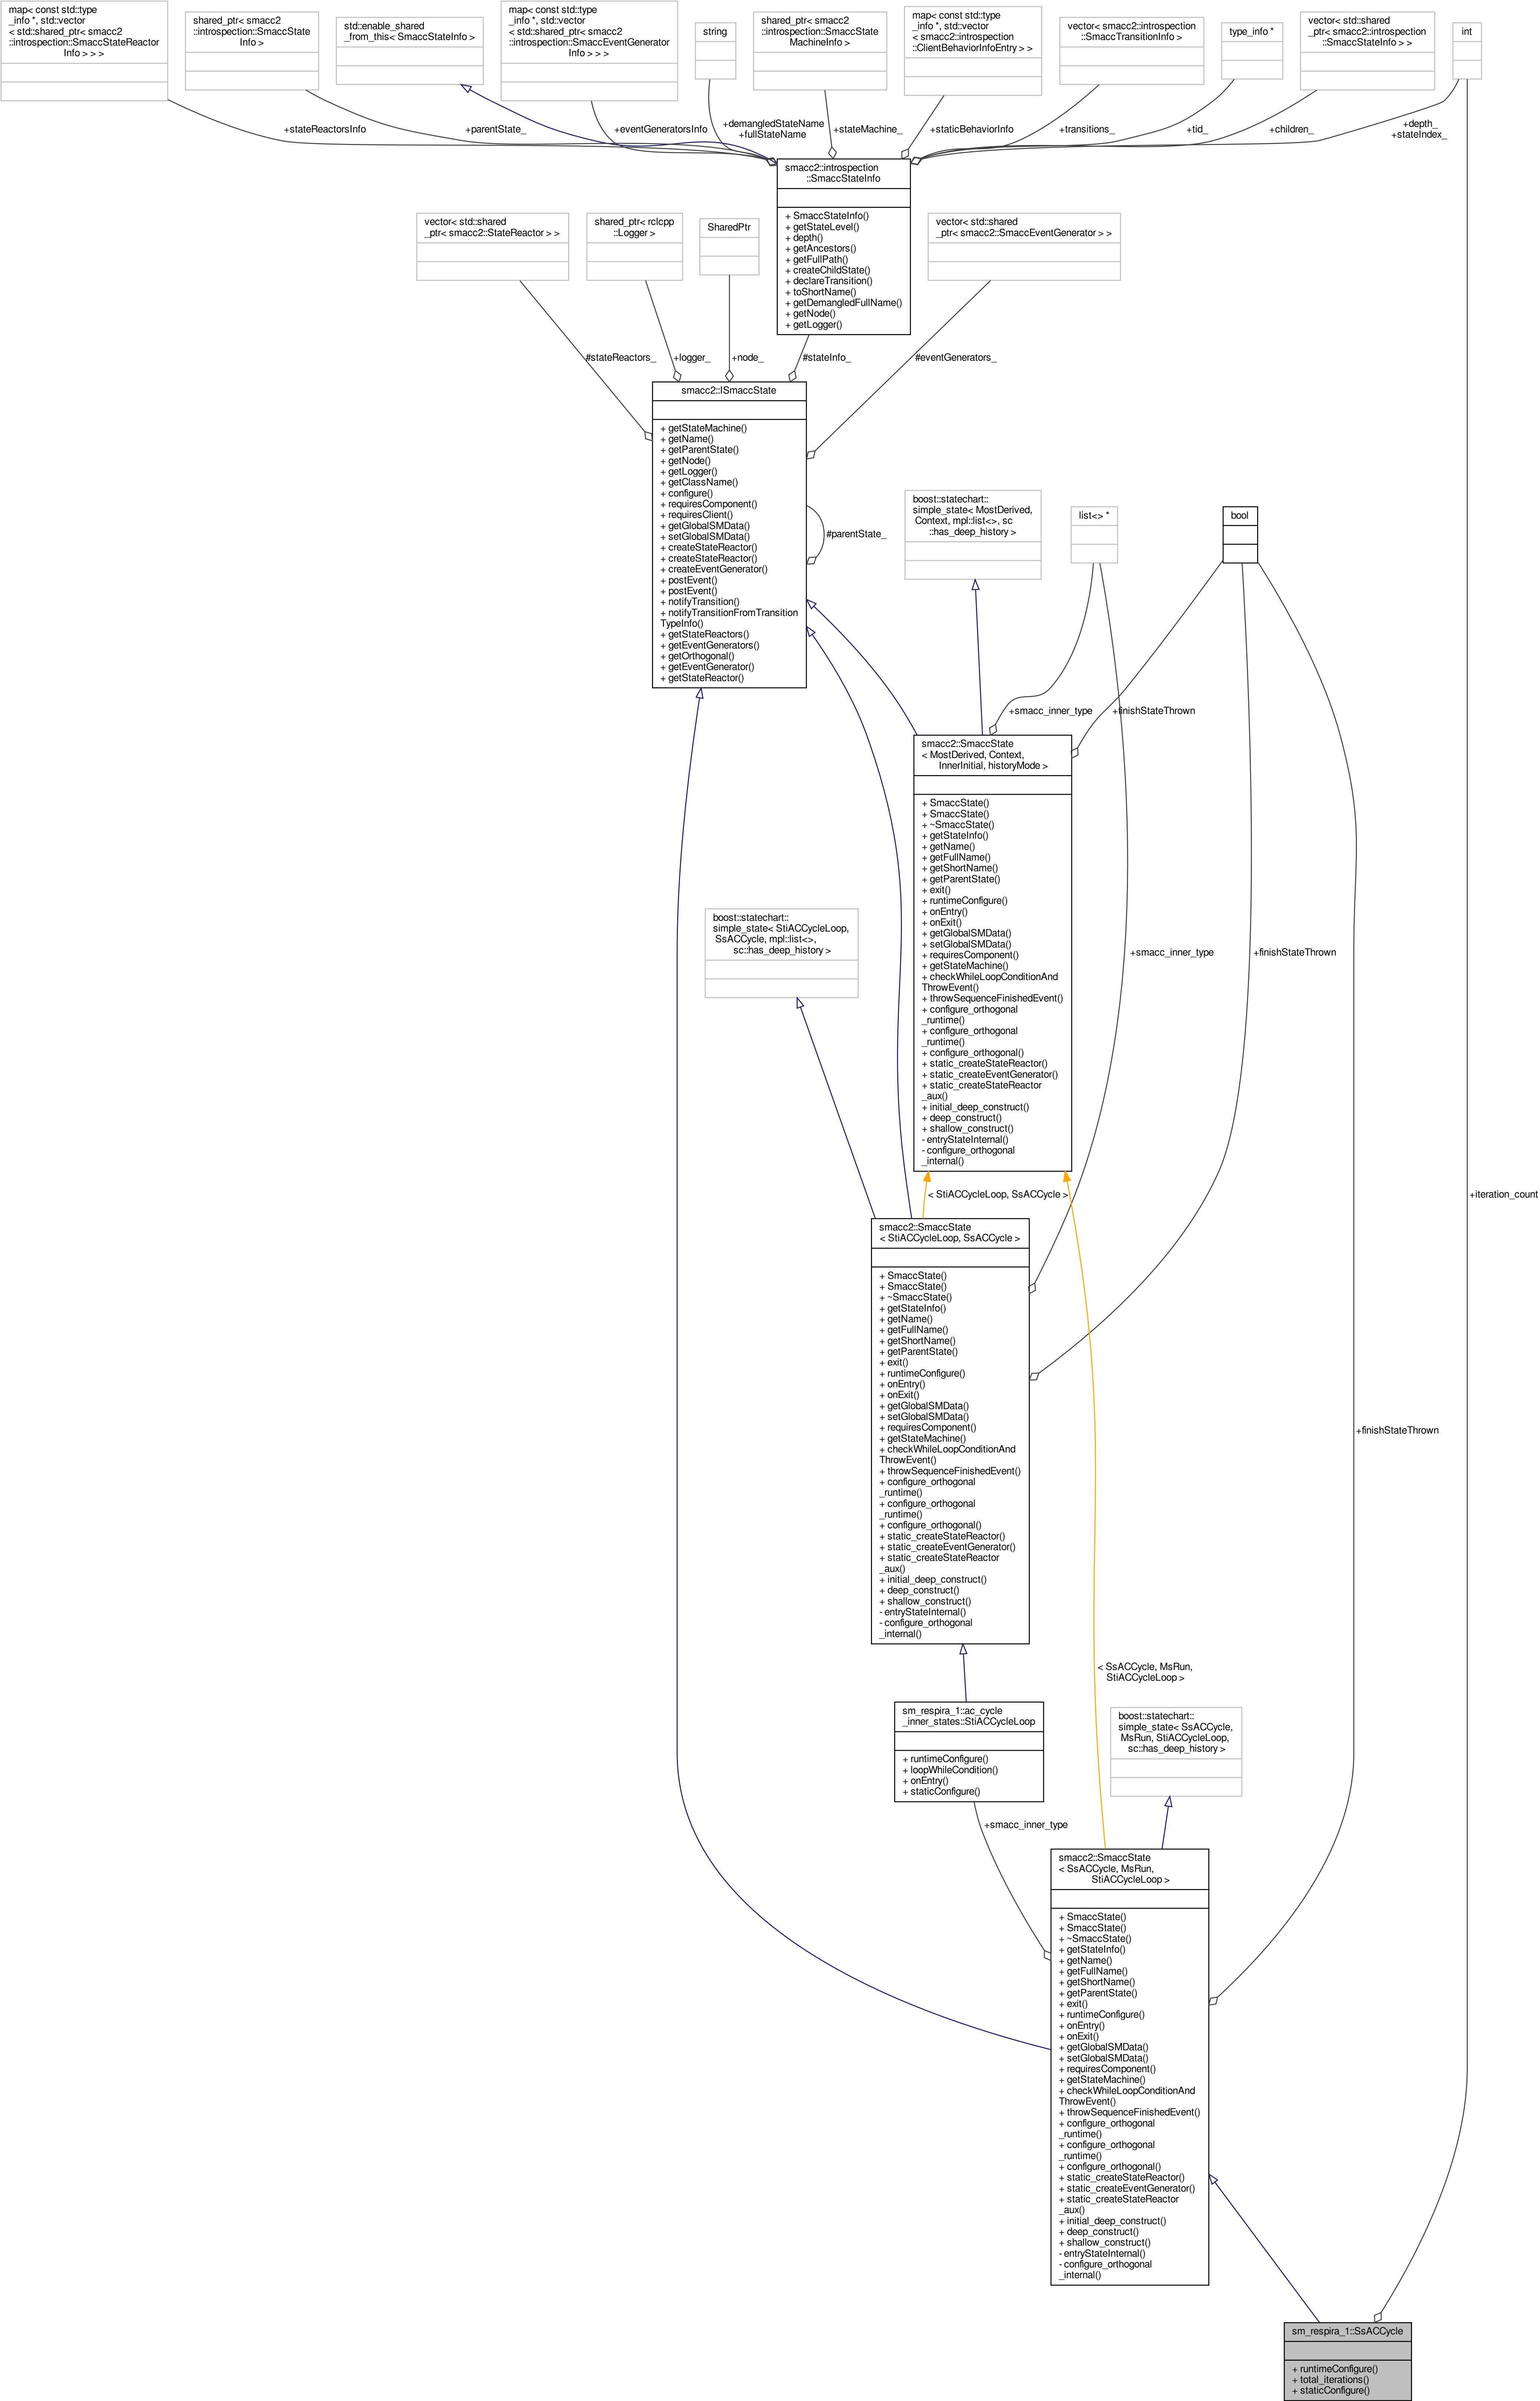 map< const std::type
_info *, std::vector
< std::shared_ptr< smacc2
::introspection::SmaccStateReactor
Info > > >
shared_ptr< smacc2
::introspection::SmaccState
Info >
std::enable_shared
_from_this< SmaccStateInfo >
map< const std::type
_info *, std::vector
< std::shared_ptr< smacc2
::introspection::SmaccEventGenerator
Info > > >
string
shared_ptr< smacc2
::introspection::SmaccState
MachineInfo >
map< const std::type
_info *, std::vector
< smacc2::introspection
::ClientBehaviorInfoEntry > >
vector< smacc2::introspection
::SmaccTransitionInfo >
type_info *
vector< std::shared
_ptr< smacc2::introspection
::SmaccStateInfo > >
int
+stateReactorsInfo
+parentState_
+eventGeneratorsInfo
+demangledStateName
+fullStateName
+stateMachine_
+staticBehaviorInfo
+transitions_
+tid_
+children_
+depth_
+stateIndex_
smacc2::introspection
::SmaccStateInfo
+ SmaccStateInfo()
+ getStateLevel()
+ depth()
+ getAncestors()
+ getFullPath()
+ createChildState()
+ declareTransition()
+ toShortName()
+ getDemangledFullName()
+ getNode()
+ getLogger()
vector< std::shared
_ptr< smacc2::StateReactor > >
shared_ptr< rclcpp
::Logger >
SharedPtr
vector< std::shared
_ptr< smacc2::SmaccEventGenerator > >
#stateReactors_
+logger_
+node_
#stateInfo_
#eventGenerators_
smacc2::ISmaccState
+ getStateMachine()
+ getName()
+ getParentState()
+ getNode()
+ getLogger()
+ getClassName()
+ configure()
+ requiresComponent()
+ requiresClient()
+ getGlobalSMData()
+ setGlobalSMData()
+ createStateReactor()
+ createStateReactor()
+ createEventGenerator()
+ postEvent()
+ postEvent()
+ notifyTransition()
+ notifyTransitionFromTransition
TypeInfo()
+ getStateReactors()
+ getEventGenerators()
+ getOrthogonal()
+ getEventGenerator()
+ getStateReactor()
#parentState_
boost::statechart::
simple_state< MostDerived,
Context, mpl::list<>, sc
::has_deep_history >
list<> *
bool
+smacc_inner_type
+finishStateThrown
smacc2::SmaccState
< MostDerived, Context,
InnerInitial, historyMode >
+ SmaccState()
+ SmaccState()
+ ~SmaccState()
+ getStateInfo()
+ getName()
+ getFullName()
+ getShortName()
+ getParentState()
+ exit()
+ runtimeConfigure()
+ onEntry()
+ onExit()
+ getGlobalSMData()
+ setGlobalSMData()
+ requiresComponent()
+ getStateMachine()
+ checkWhileLoopConditionAnd
ThrowEvent()
+ throwSequenceFinishedEvent()
+ configure_orthogonal
_runtime()
+ configure_orthogonal
_runtime()
+ configure_orthogonal()
+ static_createStateReactor()
+ static_createEventGenerator()
+ static_createStateReactor
_aux()
+ initial_deep_construct()
+ deep_construct()
+ shallow_construct()
- entryStateInternal()
- configure_orthogonal
_internal()
boost::statechart::
simple_state< StiACCycleLoop,
SsACCycle, mpl::list<>,
sc::has_deep_history >
+smacc_inner_type
+finishStateThrown
< StiACCycleLoop, SsACCycle >
+iteration_count
smacc2::SmaccState
< StiACCycleLoop, SsACCycle >
+ SmaccState()
+ SmaccState()
+ ~SmaccState()
+ getStateInfo()
+ getName()
+ getFullName()
+ getShortName()
+ getParentState()
+ exit()
+ runtimeConfigure()
+ onEntry()
+ onExit()
+ getGlobalSMData()
+ setGlobalSMData()
+ requiresComponent()
+ getStateMachine()
+ checkWhileLoopConditionAnd
ThrowEvent()
+ throwSequenceFinishedEvent()
+ configure_orthogonal
_runtime()
+ configure_orthogonal
_runtime()
+ configure_orthogonal()
+ static_createStateReactor()
+ static_createEventGenerator()
+ static_createStateReactor
_aux()
+ initial_deep_construct()
+ deep_construct()
+ shallow_construct()
- entryStateInternal()
- configure_orthogonal
_internal()
+finishStateThrown
< SsACCycle, MsRun,
StiACCycleLoop >
sm_respira_1::ac_cycle
_inner_states::StiACCycleLoop
+ runtimeConfigure()
+ loopWhileCondition()
+ onEntry()
+ staticConfigure()
boost::statechart::
simple_state< SsACCycle,
MsRun, StiACCycleLoop,
sc::has_deep_history >
+smacc_inner_type
smacc2::SmaccState
< SsACCycle, MsRun,
StiACCycleLoop >
+ SmaccState()
+ SmaccState()
+ ~SmaccState()
+ getStateInfo()
+ getName()
+ getFullName()
+ getShortName()
+ getParentState()
+ exit()
+ runtimeConfigure()
+ onEntry()
+ onExit()
+ getGlobalSMData()
+ setGlobalSMData()
+ requiresComponent()
+ getStateMachine()
+ checkWhileLoopConditionAnd
ThrowEvent()
+ throwSequenceFinishedEvent()
+ configure_orthogonal
_runtime()
+ configure_orthogonal
_runtime()
+ configure_orthogonal()
+ static_createStateReactor()
+ static_createEventGenerator()
+ static_createStateReactor
_aux()
+ initial_deep_construct()
+ deep_construct()
+ shallow_construct()
- entryStateInternal()
- configure_orthogonal
_internal()
sm_respira_1::SsACCycle
+ runtimeConfigure()
+ total_iterations()
+ staticConfigure()